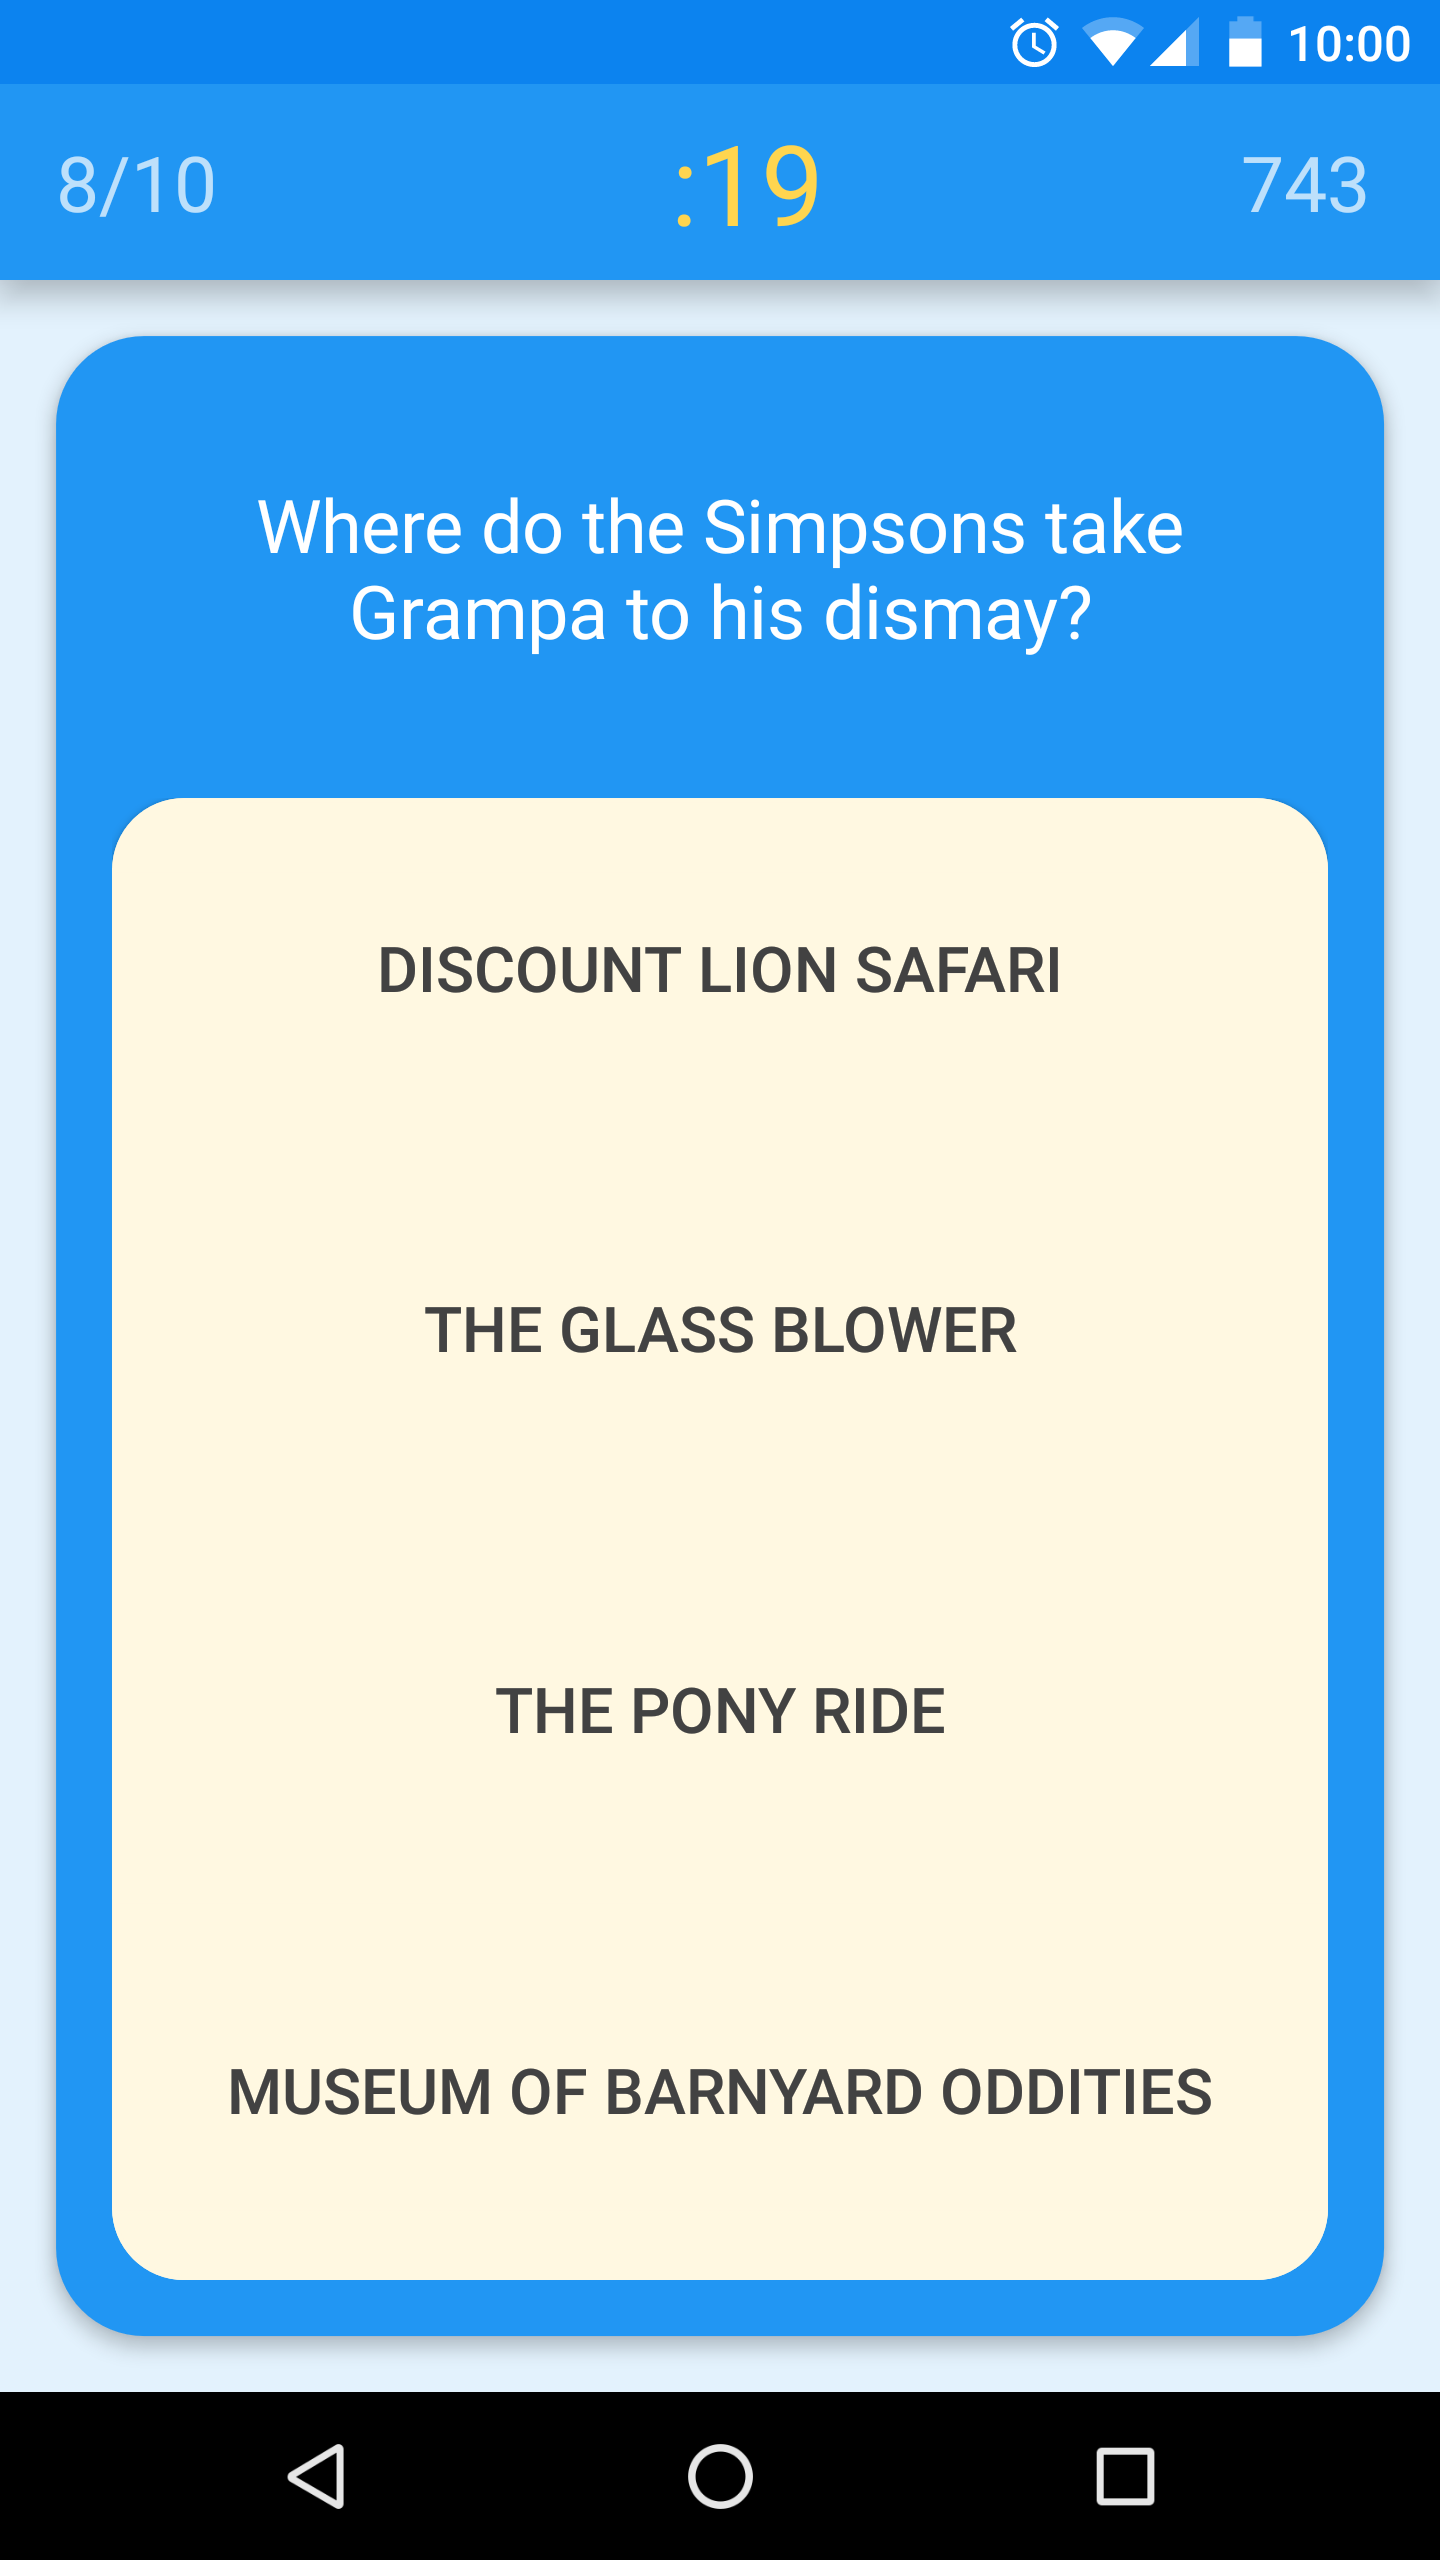 10:00
8/10
:19
743
Where do the Simpsons take
Grampa to his dismay?
DISCOUNT LION SAFARI
THE GLASS BLOWER
THE PONY RIDE
MUSEUM OF BARNYARD ODDITIES